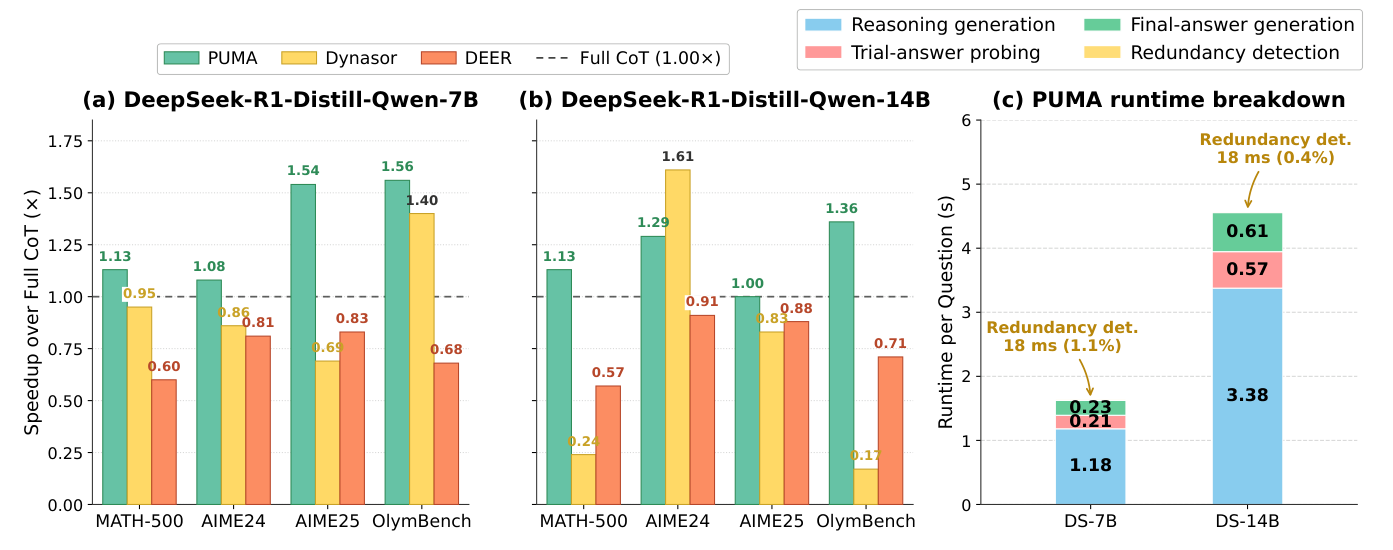 PUMA Dynasor DEER Full CoT (1.00×)
Reasoning generation Final-answer generation
Trial-answer probing Redundancy detection
(a) DeepSeek-R1-Distill-Qwen-7B
Speedup over Full CoT (×)
1.75
1.50
1.25
1.00
0.75
0.50
0.25
0.00
1.13 0.95 0.60
1.08 0.86 0.81
1.54 0.69 0.83
1.56 1.40 0.68
MATH-500 AIME24 AIME25 OlymBench
(b) DeepSeek-R1-Distill-Qwen-14B
1.13 0.24 0.57
1.29 1.61 0.91
1.00 0.83 0.88
1.36 0.17 0.71
MATH-500 AIME24 AIME25 OlymBench
(c) PUMA runtime breakdown
Runtime per Question (s)
6
5
4
3
2
1
0
Redundancy det.
18 ms (1.1%)
0.23
0.21
1.18
Redundancy det.
18 ms (0.4%)
0.61
0.57
3.38
DS-7B DS-14B